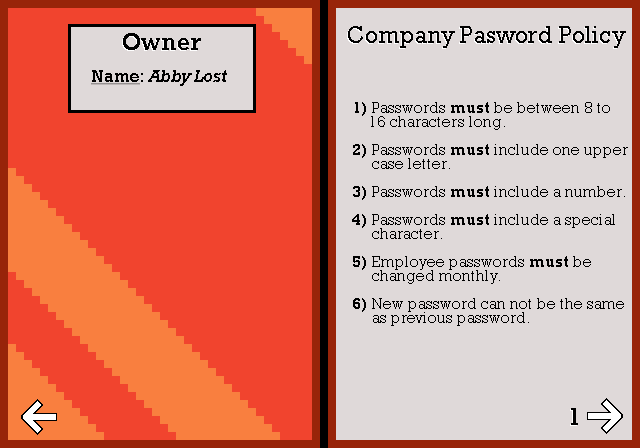 Owner
Name: Abby Lost
Company Pasword Policy
1) Passwords must be between 8 to
16 characters long.
2) Passwords must include one upper
case letter.
3) Passwords must include a number.
4) Passwords must include a special
character.
5) Employee passwords must be
changed monthly.
6) New password can not be the same
as previous password.
1